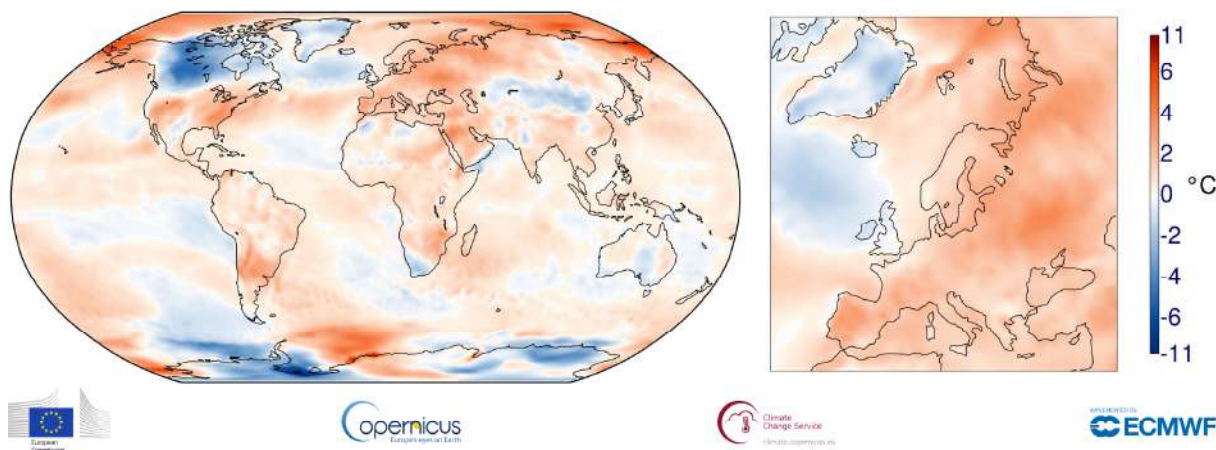 11
6
4
2
0
-2
-4
-6
-11
°C
European
Copernicus
Europe's eyes on Earth
Climate
Change Service
climate.copernicus.eu
IMPLEMENTED BY
ECMWF